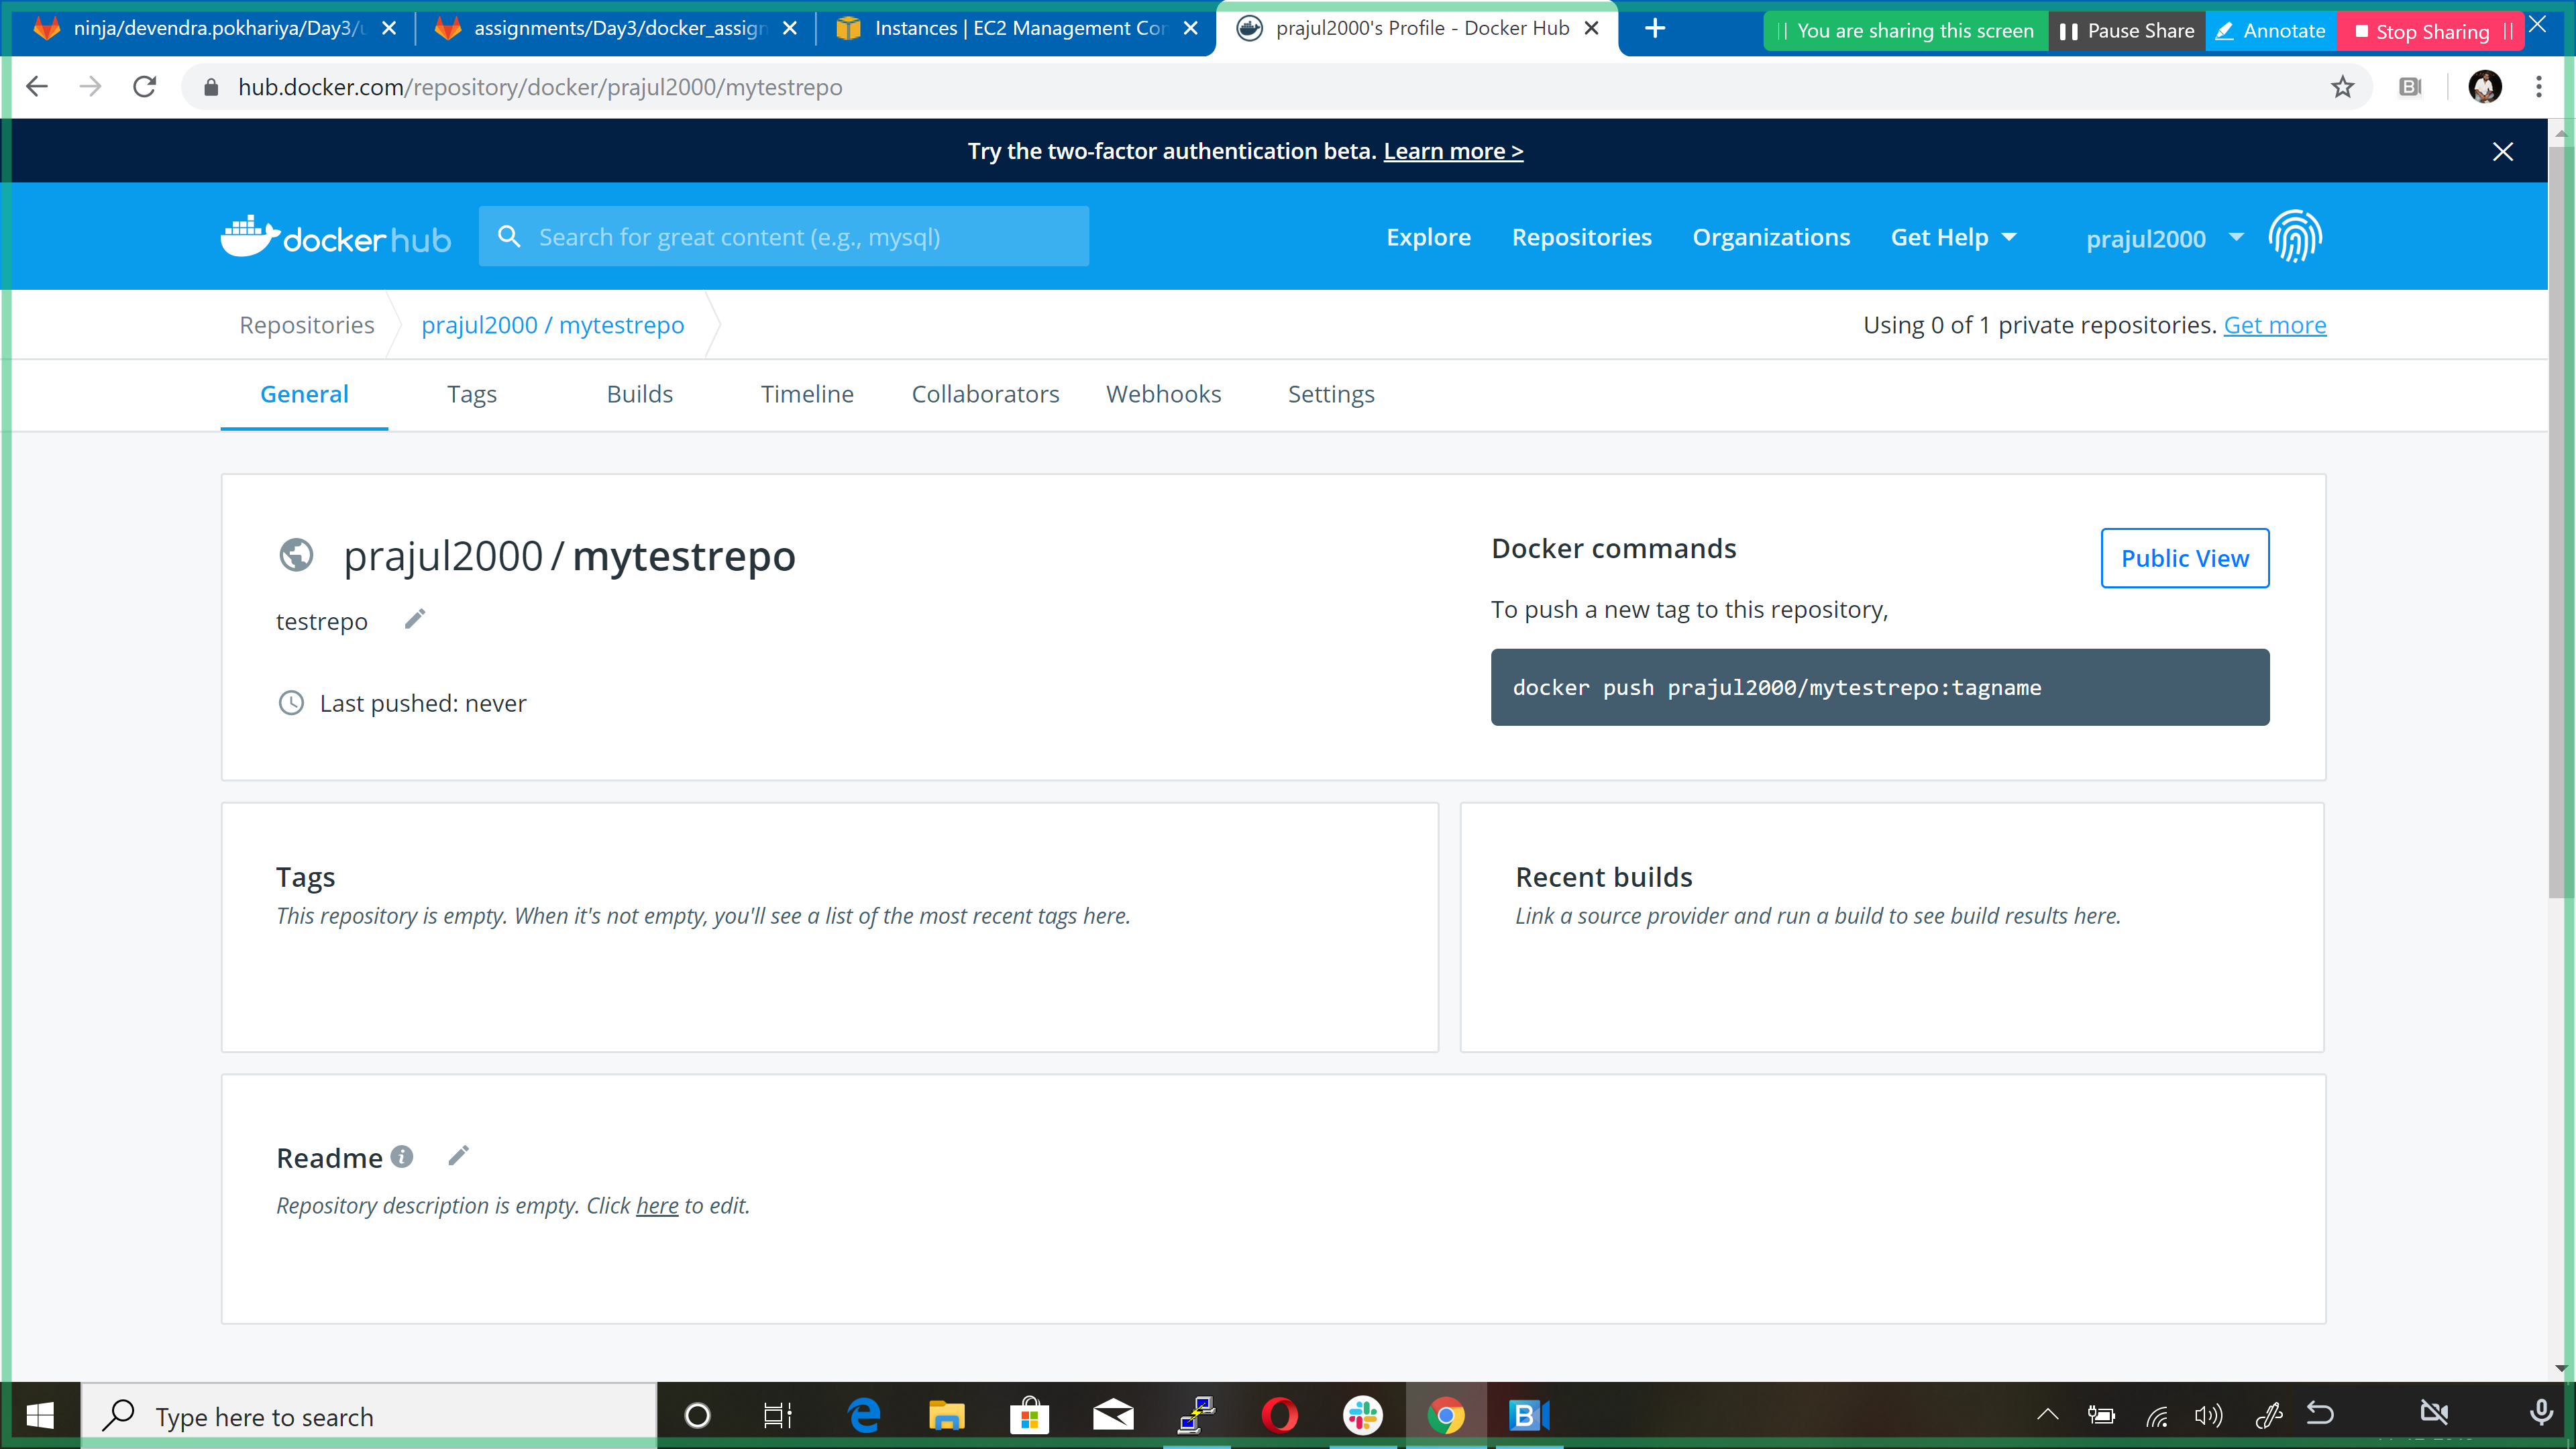 ninja/devendra.pokhariya/Day3/
assignments/Day3/docker_assign
Instances | EC2 Management Con
prajul2000's Profile - Docker Hub
You are sharing this screen
Pause Share
Annotate
Stop Sharing
hub.docker.com/repository/docker/prajul2000/mytestrepo
Try the two-factor authentication beta. Learn more >
docker hub
Search for great content (e.g., mysql)
Explore
Repositories
Organizations
Get Help
prajul2000
Repositories
prajul2000 / mytestrepo
Using 0 of 1 private repositories. Get more
General
Tags
Builds
Timeline
Collaborators
Webhooks
Settings
prajul2000 / mytestrepo
testrepo
Last pushed: never
Docker commands
Public View
To push a new tag to this repository,
docker push prajul2000/mytestrepo:tagname
Tags
This repository is empty. When it's not empty, you'll see a list of the most recent tags here.
Recent builds
Link a source provider and run a build to see build results here.
Readme
Repository description is empty. Click here to edit.
Type here to search